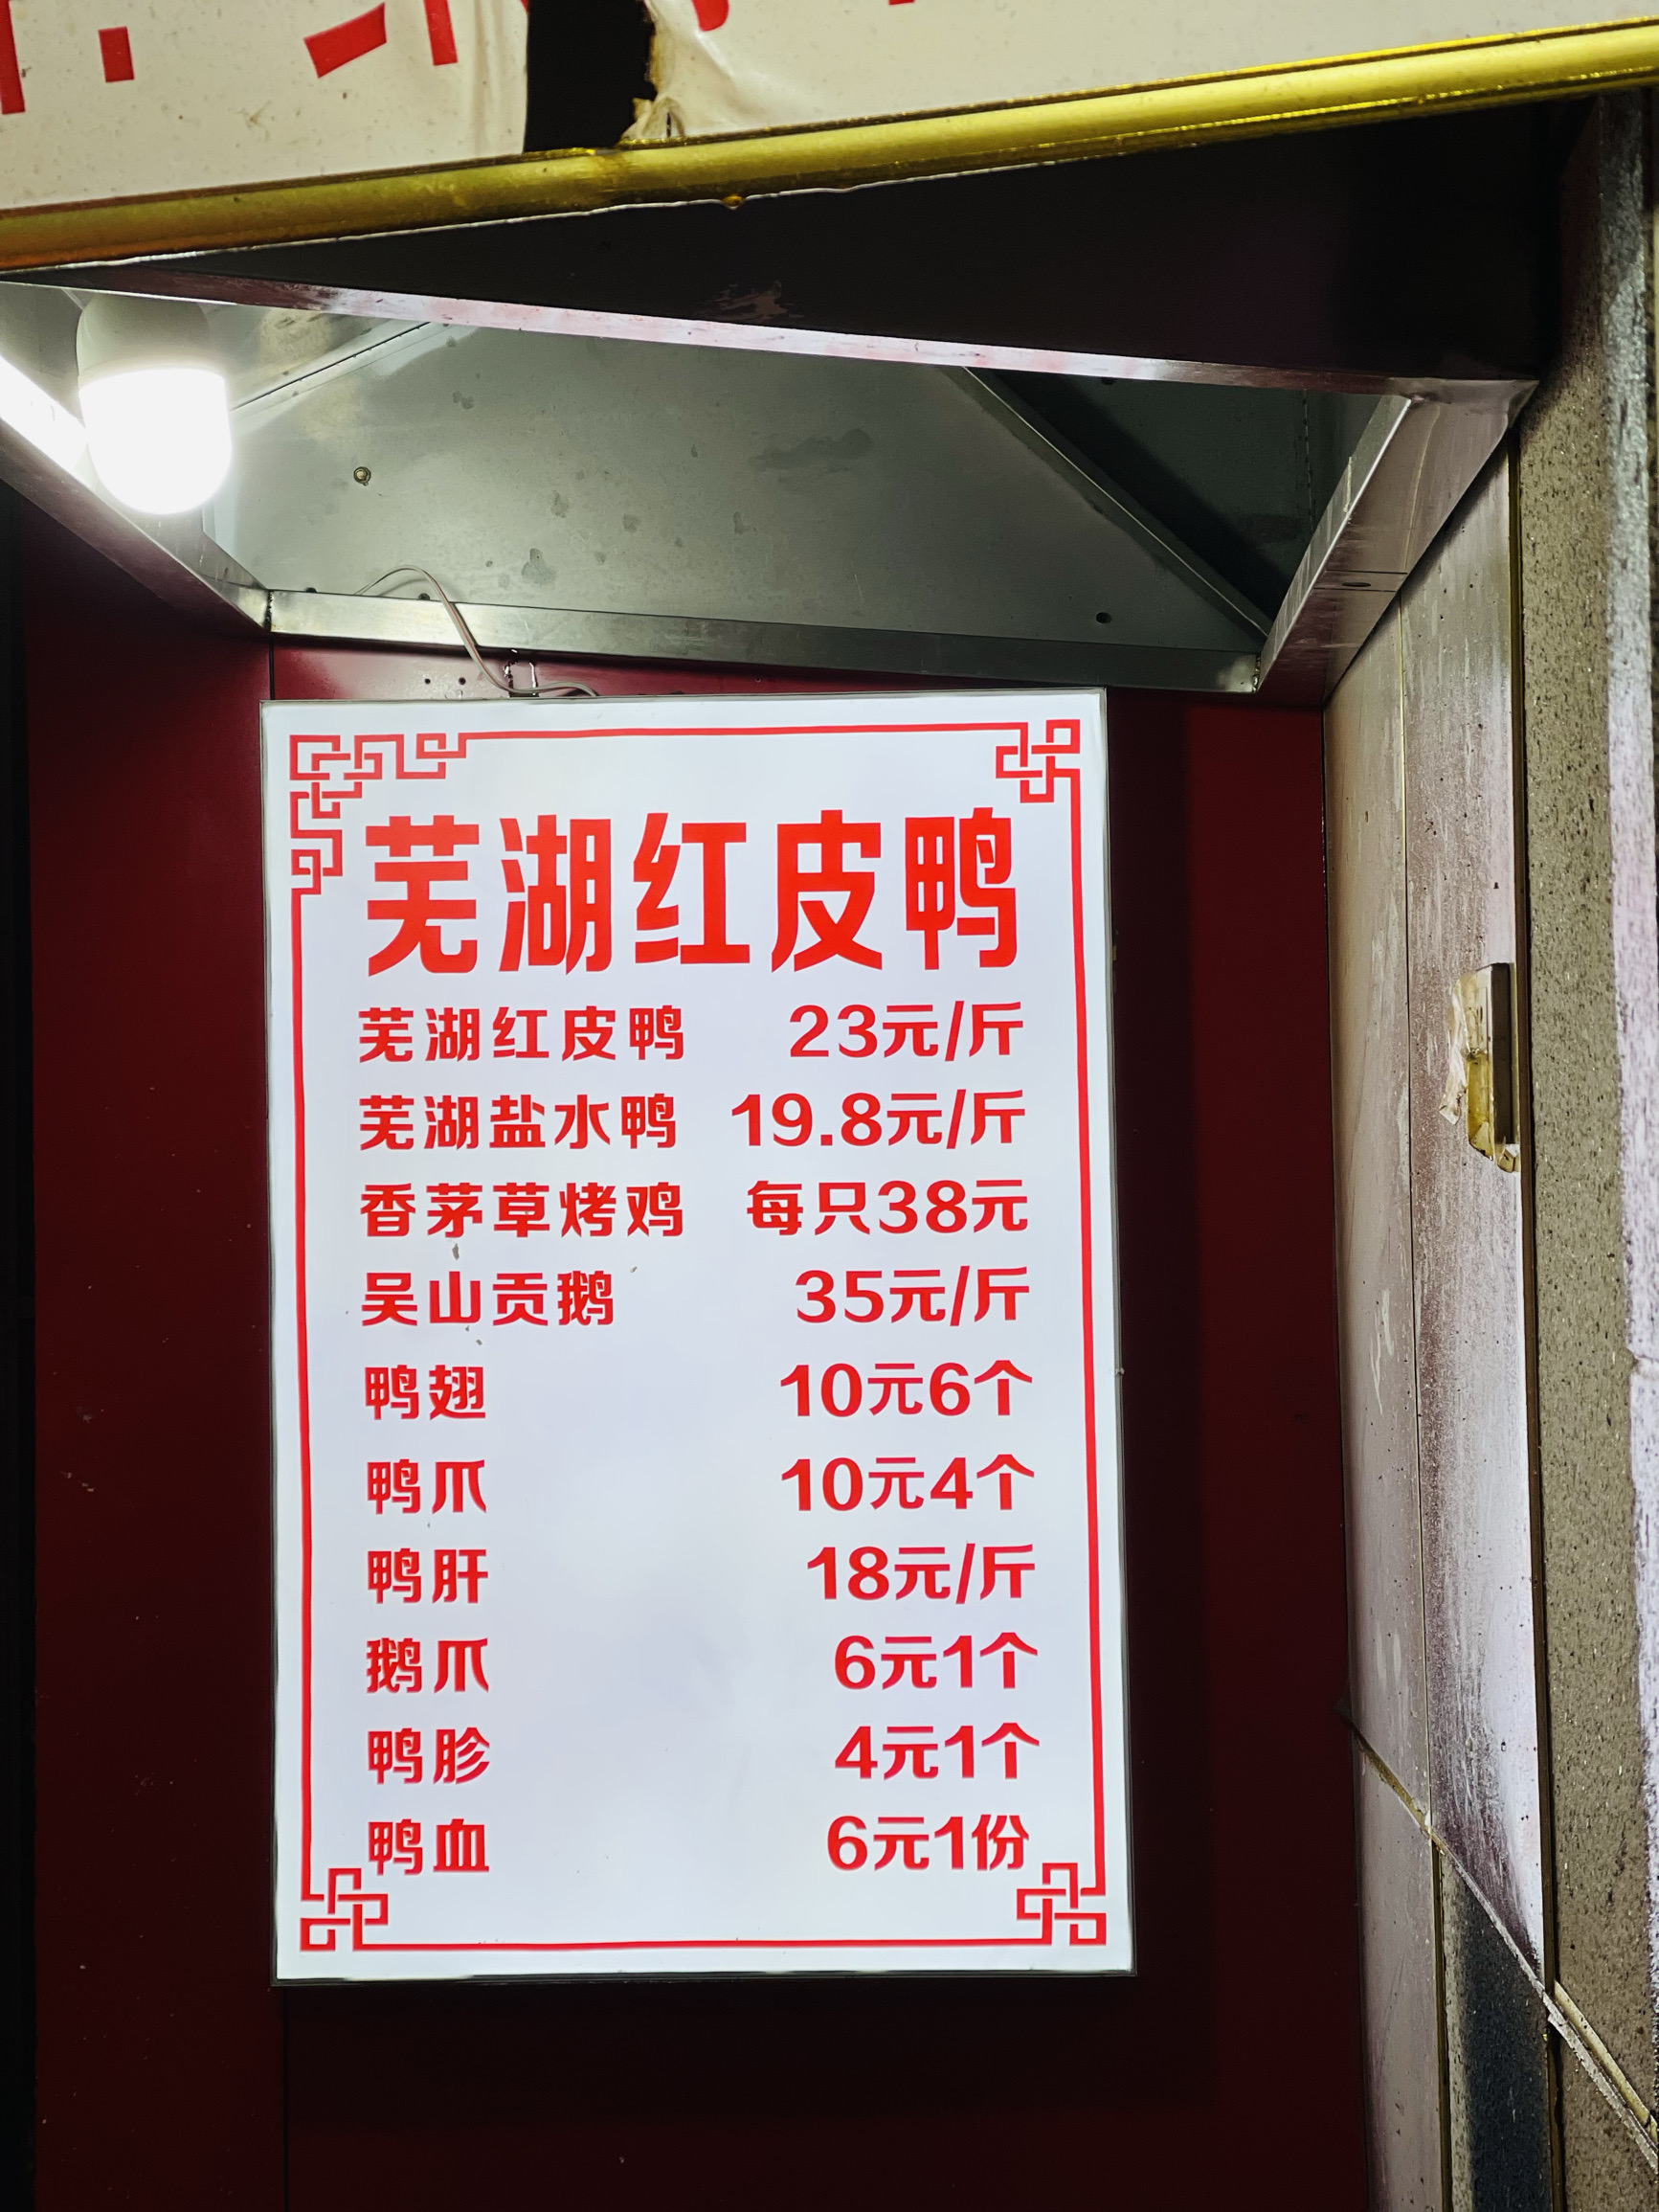 芜湖红皮鸭
芜湖红皮鸭 23元/斤
芜湖盐水鸭 19.8元/斤
香茅草烤鸡 每只38元
吴山贡鹅 35元/斤
鸭翅 10元6个
鸭爪 10元4个
鸭肝 18元/斤
鹅爪 6元1个
鸭胗 4元1个
鸭血 6元1份